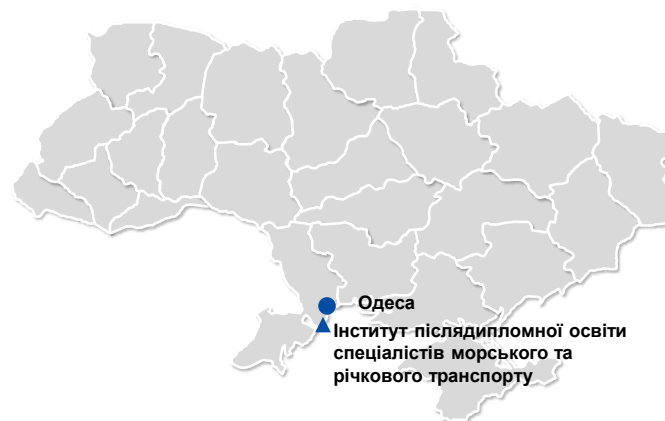 Одеса
Інститут післядипломної освіти
спеціалістів морського та
річкового транспорту